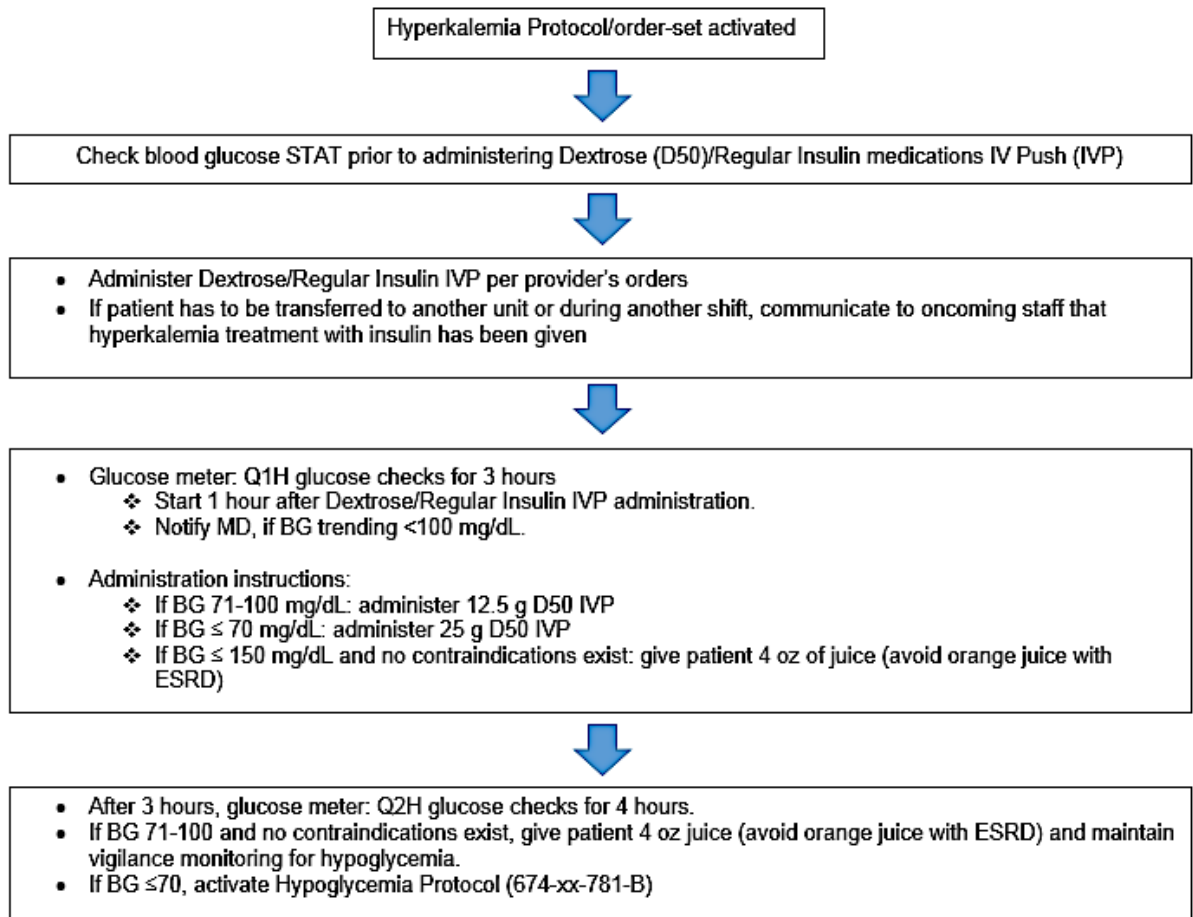 Hyperkalemia Protocol/order-set activated
Check blood glucose STAT prior to administering Dextrose (D50)/Regular Insulin medications IV Push (IVP)
• Administer Dextrose/Regular Insulin IVP per provider's orders
• If patient has to be transferred to another unit or during another shift, communicate to oncoming staff that
hyperkalemia treatment with insulin has been given
• Glucose meter: Q1H glucose checks for 3 hours
❖ Start 1 hour after Dextrose/Regular Insulin IVP administration.
❖ Notify MD, if BG trending <100 mg/dL.
• Administration instructions:
❖ If BG 71-100 mg/dL: administer 12.5 g D50 IVP
❖ If BG ≤ 70 mg/dL: administer 25 g D50 IVP
❖ If BG ≤ 150 mg/dL and no contraindications exist: give patient 4 oz of juice (avoid orange juice with
ESRD)
• After 3 hours, glucose meter: Q2H glucose checks for 4 hours.
• If BG 71-100 and no contraindications exist, give patient 4 oz juice (avoid orange juice with ESRD) and maintain
vigilance monitoring for hypoglycemia.
• If BG ≤70, activate Hypoglycemia Protocol (674-xx-781-B)